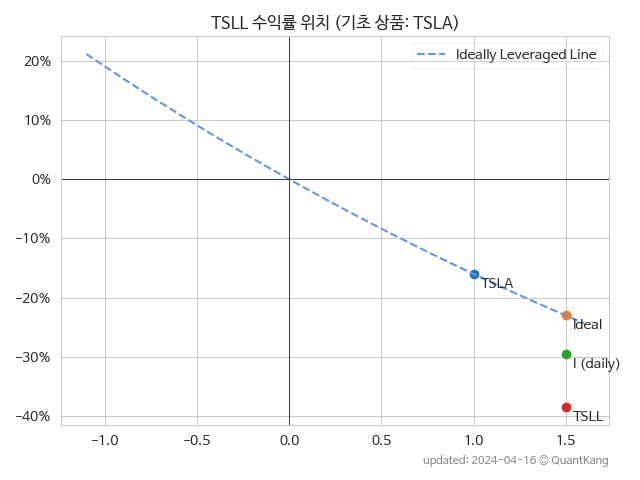 TSLL 수익률 위치 (기초 상품: TSLA)
Ideally Leveraged Line
20%
10%
0%
−10%
TSLA
−20%
Ideal
−30%
I (daily)
TSLL
−40%
−1.0 −0.5 0.0 0.5 1.0 1.5
updated: 2024-04-16 © QuantKang